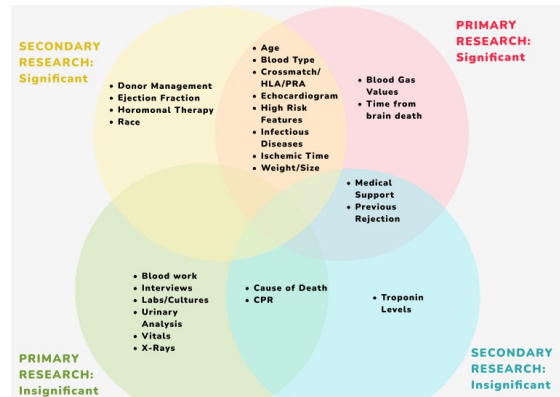 SECONDARY
RESEARCH:
Significant
• Donor Management
• Ejection Fraction
• Horomonal Therapy
• Race
• Age
• Blood Type
• Crossmatch/
HLA/PRA
• Echocardiogram
• High Risk
Features
• Infectious
Diseases
• Ischemic Time
• Weight/Size
PRIMARY
RESEARCH:
Significant
• Blood Gas
Values
• Time from
brain death
• Medical
Support
• Previous
Rejection
• Blood work
• Interviews
• Labs/Cultures
• Urinary
Analysis
• Vitals
• X-Rays
• Cause of Death
• CPR
• Troponin
Levels
PRIMARY
RESEARCH:
Insignificant
SECONDARY
RESEARCH:
Insignificant